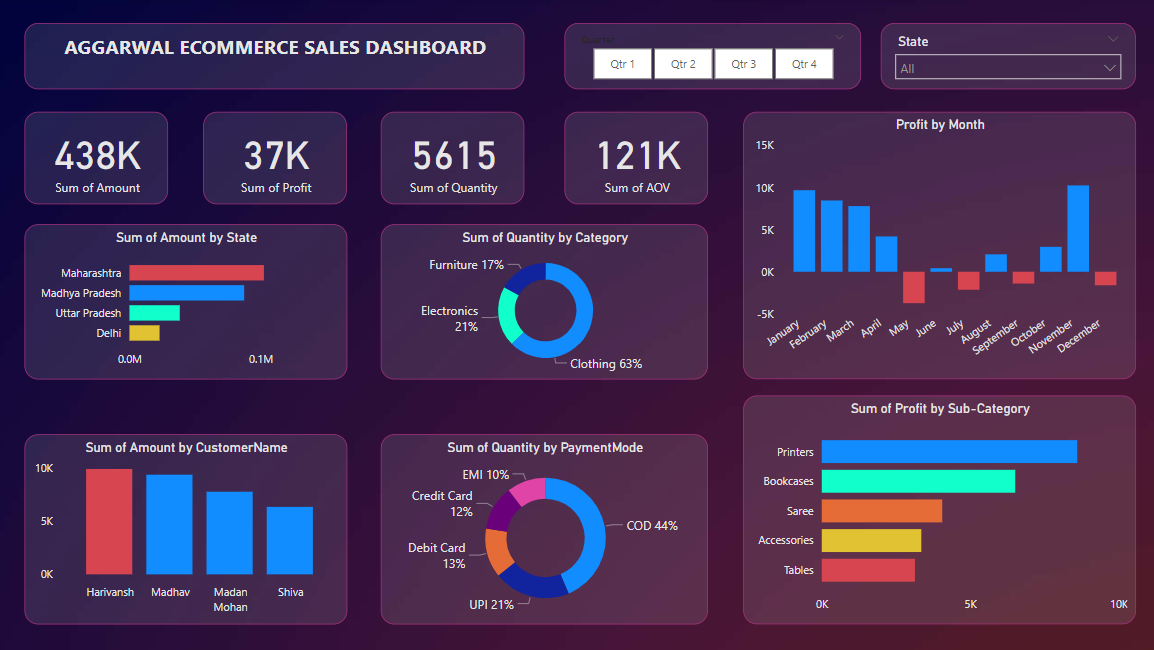 AGGARWAL ECOMMERCE SALES DASHBOARD
Quarter
Qtr 1
Qtr 2
Qtr 3
Qtr 4
State
All
438K
Sum of Amount
37K
Sum of Profit
5615
Sum of Quantity
121K
Sum of AOV
Profit by Month
15K
10K
5K
0K
-5K
January
February
March
April
May
June
July
August
September
October
November
December
Sum of Amount by State
Maharashtra
Madhya Pradesh
Uttar Pradesh
Delhi
0.0M
0.1M
Sum of Quantity by Category
Furniture 17%
Electronics
21%
Clothing 63%
Sum of Amount by CustomerName
10K
5K
0K
Harivansh
Madhav
Madan
Mohan
Shiva
Sum of Quantity by PaymentMode
EMI 10%
Credit Card
12%
Debit Card
13%
UPI 21%
COD 44%
Sum of Profit by Sub-Category
Printers
Bookcases
Saree
Accessories
Tables
0K
5K
10K